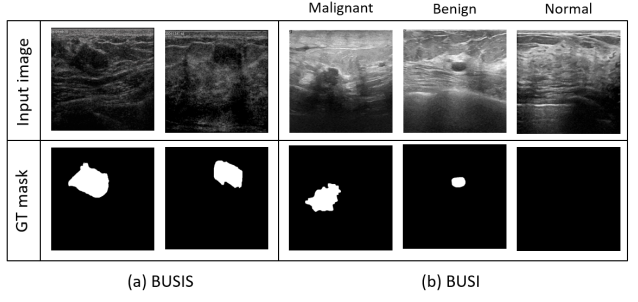 Malignant Benign Normal
Input image
GT mask
(a) BUSIS (b) BUSI